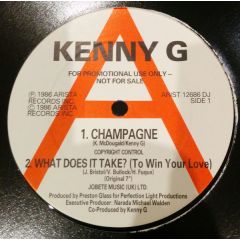 KENNY G
FOR PROMOTIONAL USE ONLY –
NOT FOR SALE
℗ 1986 ARISTA
RECORDS INC.
© 1986 ARISTA
RECORDS INC.
ARIST 12686 DJ
SIDE 1
1. CHAMPAGNE
(K. McDougald/Kenny G)
COPYRIGHT CONTROL
2. WHAT DOES IT TAKE? (To Win Your Love)
(J. Bristol/V. Bullock/H. Fuqua)
(Original 7")
JOBETE MUSIC (UK) LTD
Produced by Preston Glass for Perfection Light Productions
Executive Producer: Narada Michael Walden
Co-Produced by Kenny G